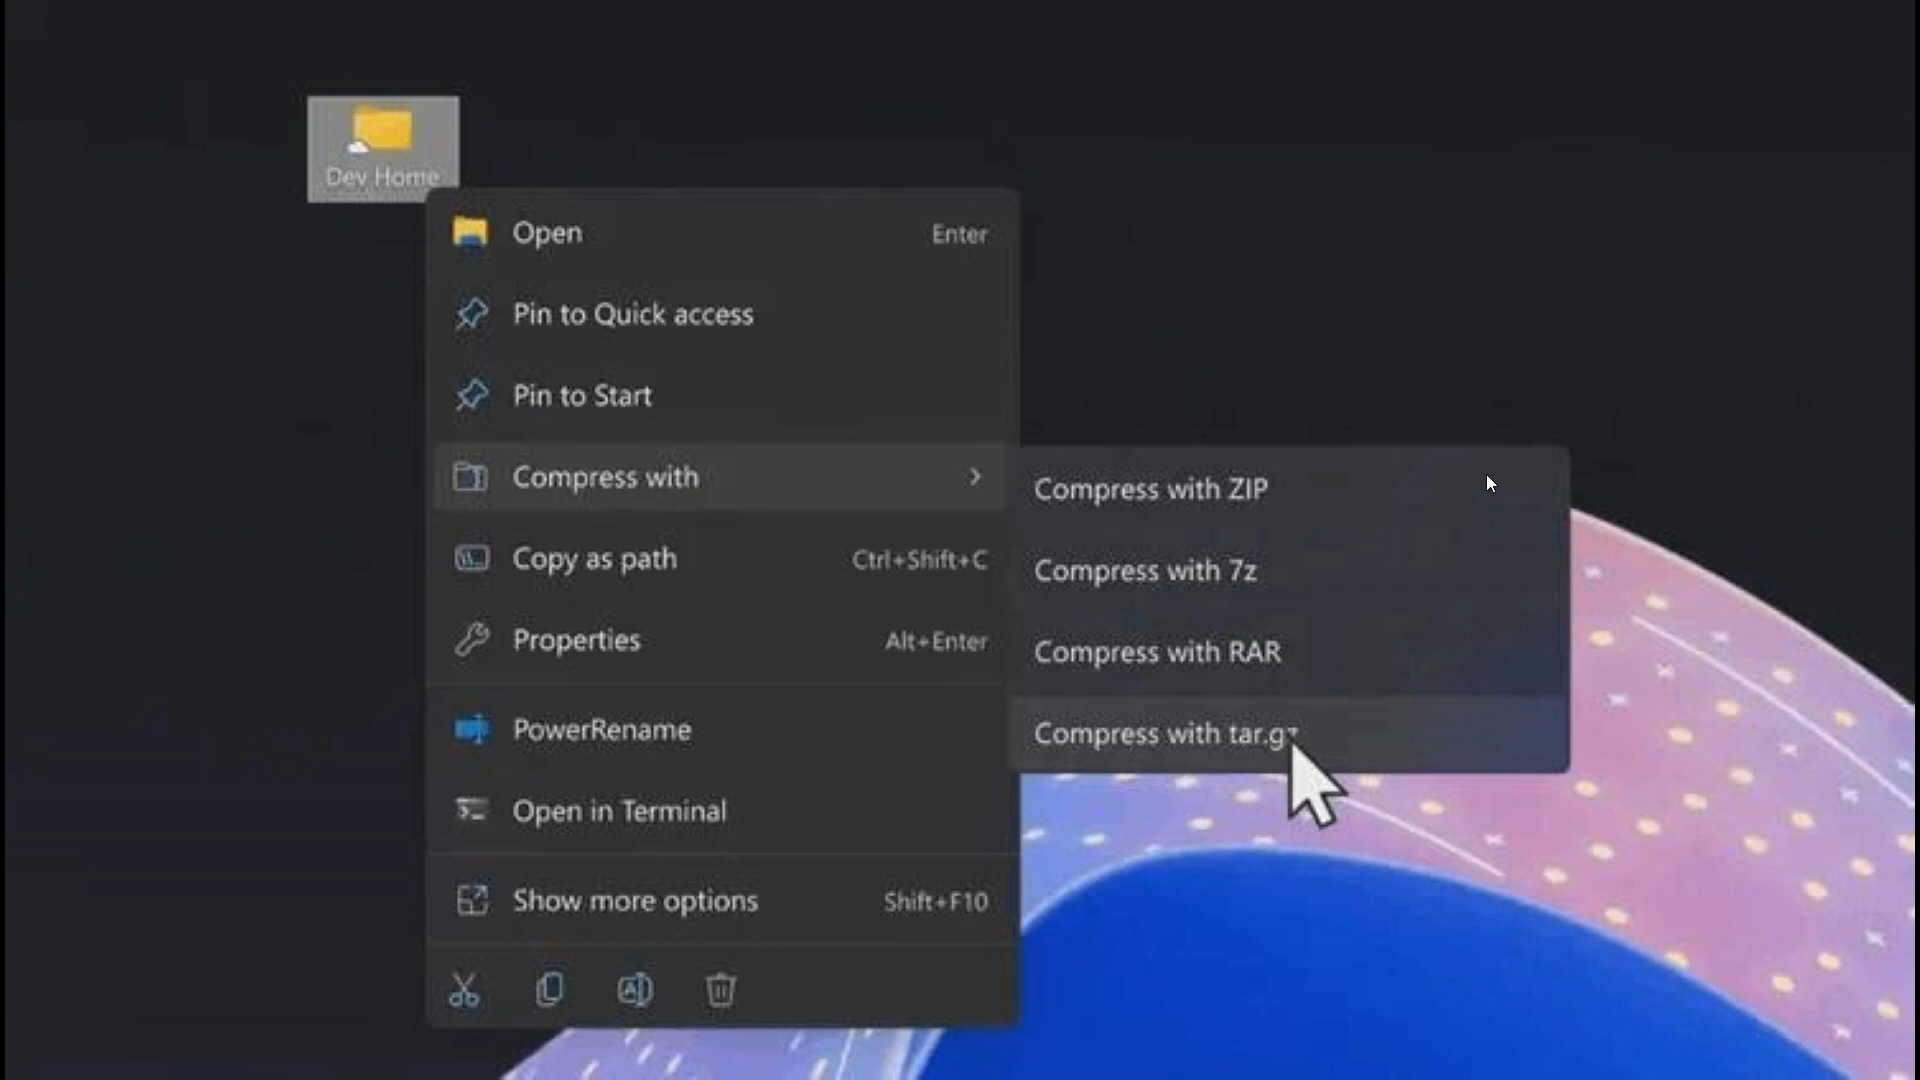 Dev Home
Open Enter
Pin to Quick access
Pin to Start
Compress with
Compress with ZIP
Copy as path Ctrl+Shift+C
Compress with 7z
Properties Alt+Enter
Compress with RAR
PowerRename
Compress with tar.gz
Open in Terminal
Show more options Shift+F10